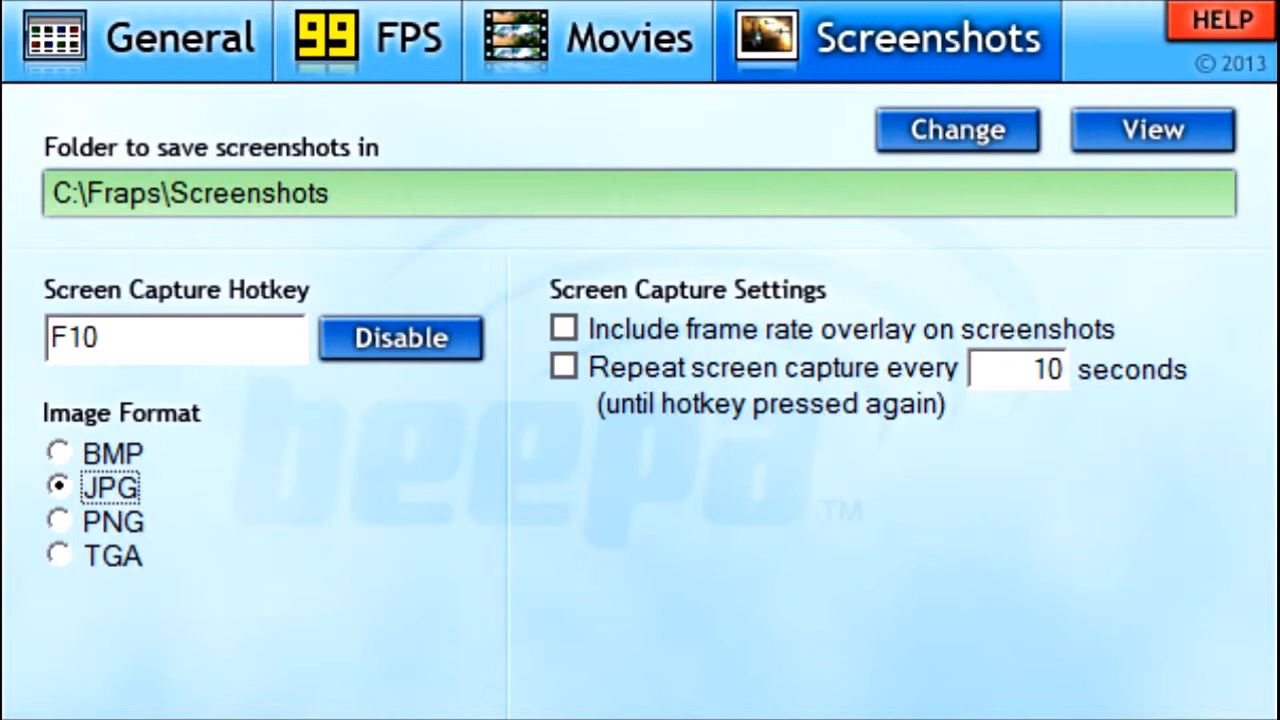 General 99 FPS Movies Screenshots HELP
© 2013
Change View
Folder to save screenshots in
C:\Fraps\Screenshots
Screen Capture Hotkey
F10 Disable
Image Format
BMP
JPG
PNG
TGA
Screen Capture Settings
Include frame rate overlay on screenshots
Repeat screen capture every 10 seconds
(until hotkey pressed again)
beepa TM